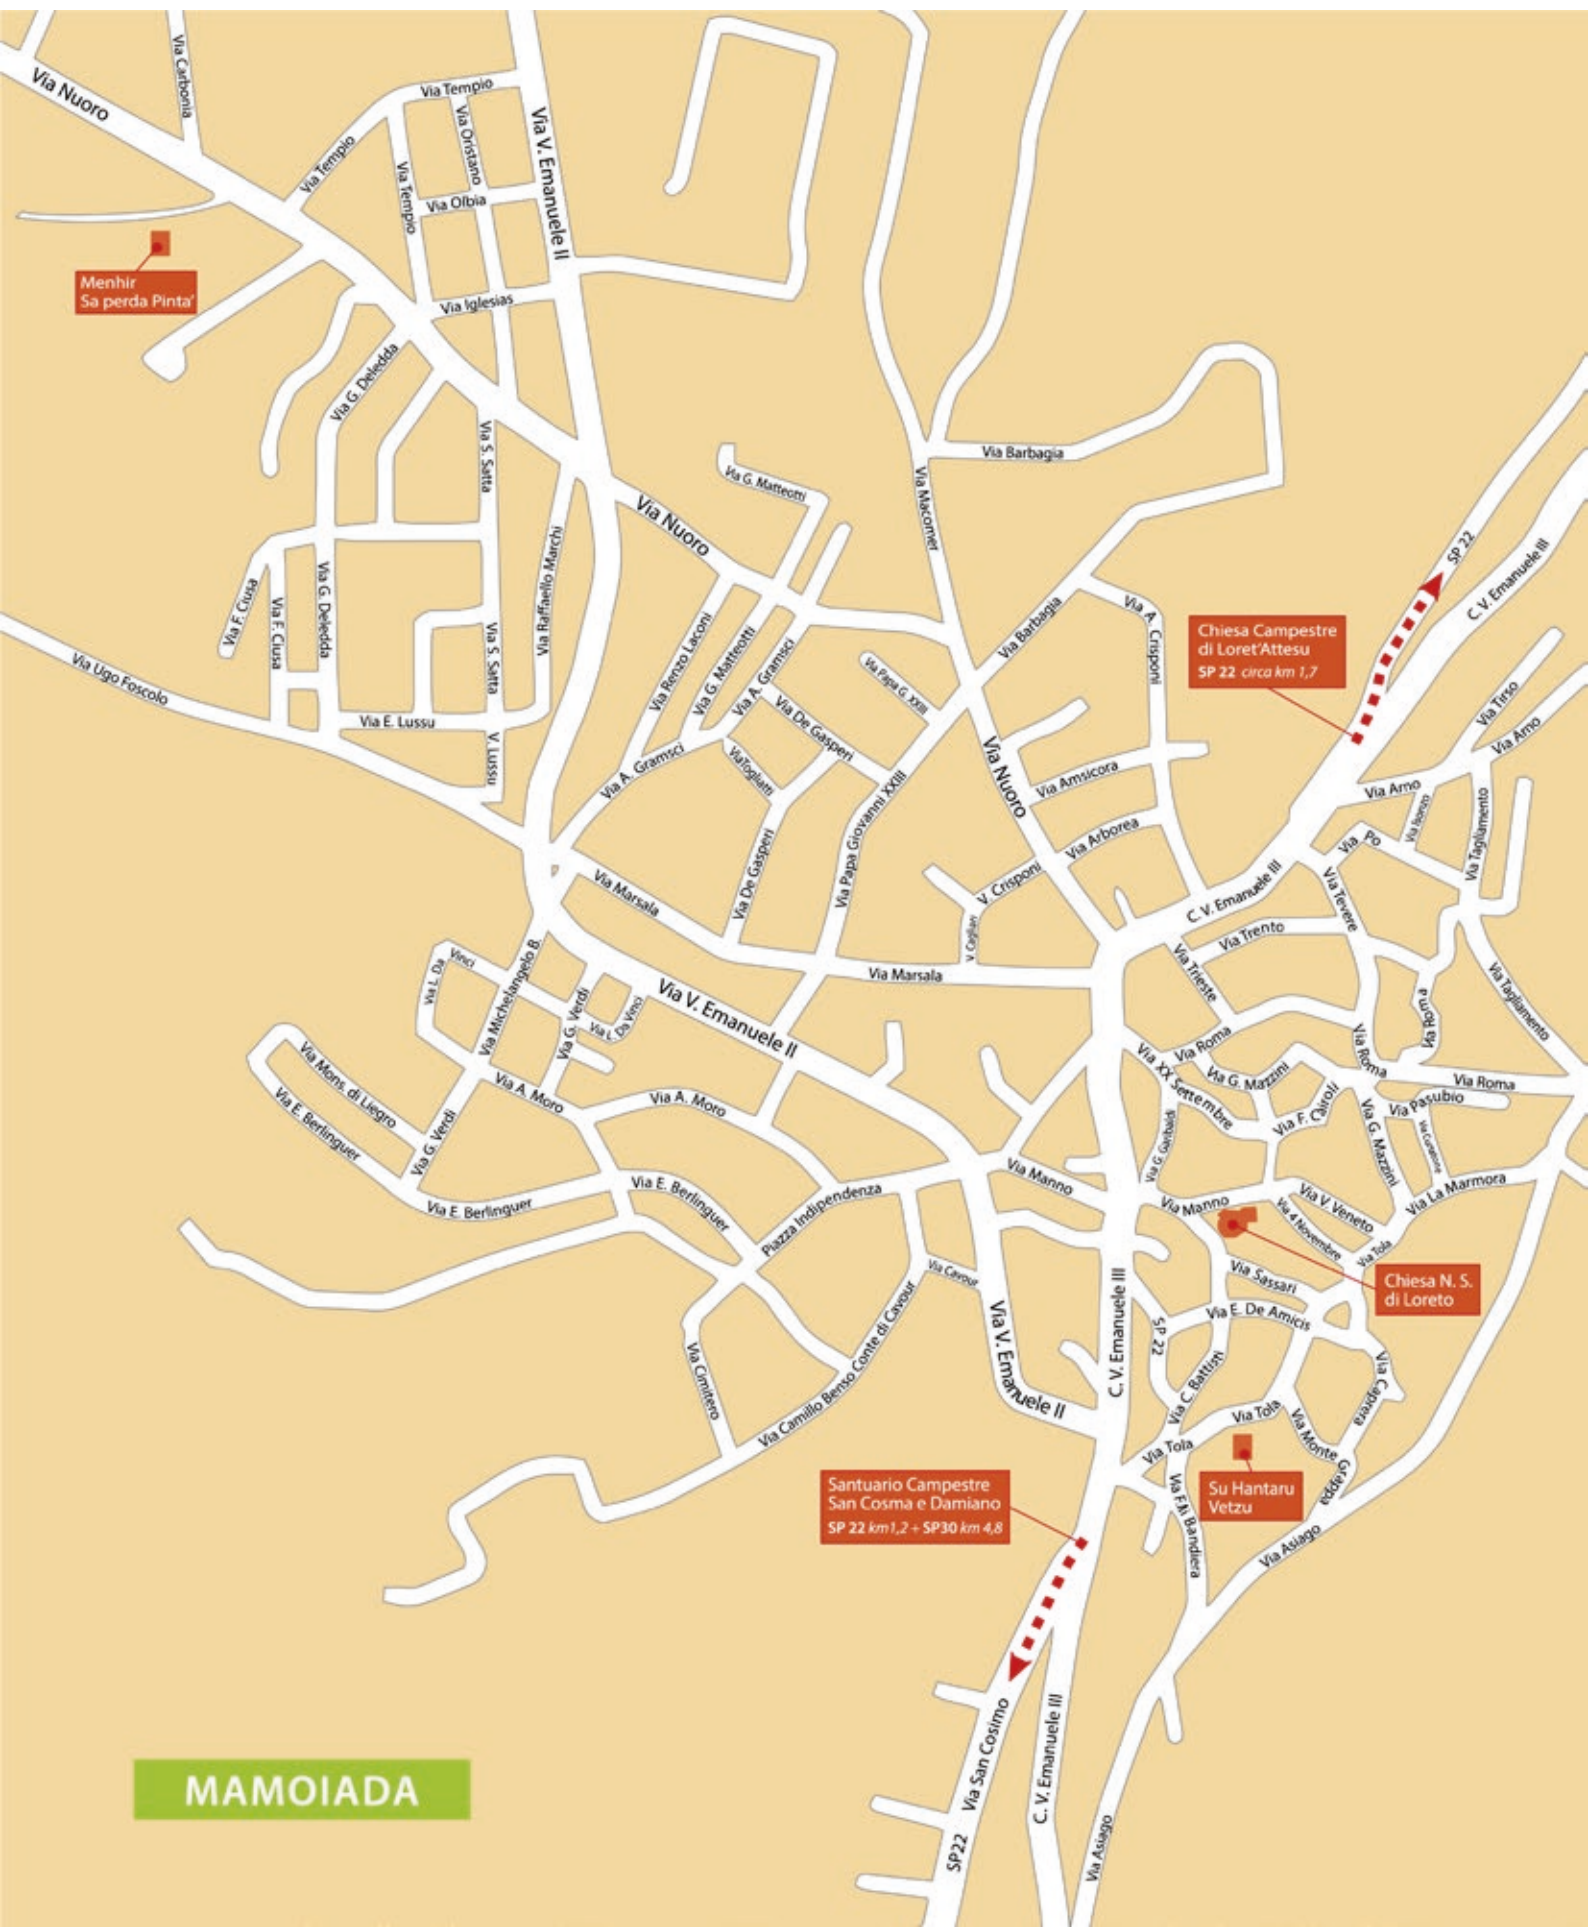 Via Nuoro
Via Carbonia
Via Tempio
Via Tempio
Via Oristano
Via Tempio
Via Olbia
Via V. Emanuele II
Via Iglesias
Menhir
Sa perda Pinta'
Via G. Deledda
Via S. Satta
Via Nuoro
Via G. Matteotti
Via Macomer
Via Barbagia
SP 22
C. V. Emanuele III
Via Raffaello Marchi
Via F. Ciusa
Via F. Ciusa
Via G. Deledda
Via S. Satta
Via Ugo Foscolo
Via E. Lussu
V. Lussu
Via Renzo Laconi
Via G. Matteotti
Via A. Gramsci
Via A. Gramsci
Via De Gasperi
Via Togliatti
Via De Gasperi
Via Papa G. XXIII
Via Papa Giovanni XXIII
Via Barbagia
Via A. Crisponi
Chiesa Campestre
di Loret'Attesu
SP 22 circa km 1,7
Via Nuoro
Via Amsicora
Via Arborea
V. Crisponi
V. Cagliari
Via Tirso
Via Arno
Via Arno
Via Isonzo
Via Po
Via Tagliamento
Via Tevere
C. V. Emanuele III
Via Marsala
Via Marsala
Via Trento
Via Trieste
Via Tagliamento
Via Roma
Via L. Da
Vinci
Via Michelangelo B.
Via G. Verdi
Via L. Da Vinci
Via V. Emanuele II
Via Roma
Via Roma
Via Roma
Via XX Settembre
Via G. Mazzini
Via F. Cairoli
Via Pasubio
Via Curtatone
Via G. Mazzini
Via G. Garibaldi
Via Mons. di Liegro
Via E. Berlinguer
Via G. Verdi
Via A. Moro
Via A. Moro
Via E. Berlinguer
Via E. Berlinguer
Piazza Indipendenza
Via Manno
Via Manno
Via La Marmora
Via V. Veneto
Via 4 Novembre
Via Tola
Chiesa N. S.
di Loreto
Via Sassari
Via E. De Amicis
Via Cavour
Via Camillo Benso Conte di Cavour
Via Cimitero
Via V. Emanuele II
C. V. Emanuele III
SP 22
Via C. Battisti
Via Caprera
Via Tola
Via Tola
Via Monte Grappa
Su Hantaru
Vetzu
Via F.lli Bandiera
Via Asiago
Santuario Campestre
San Cosma e Damiano
SP 22 km1,2 + SP30 km 4,8
Via San Cosimo
SP22
C. V. Emanuele III
Via Asiago
MAMOIADA